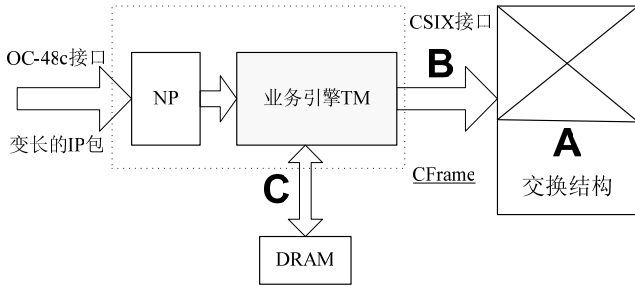 CSIX接口
OC-48c接口
B
NP
业务引擎TM
变长的IP包
A
C
CFrame
交换结构
DRAM